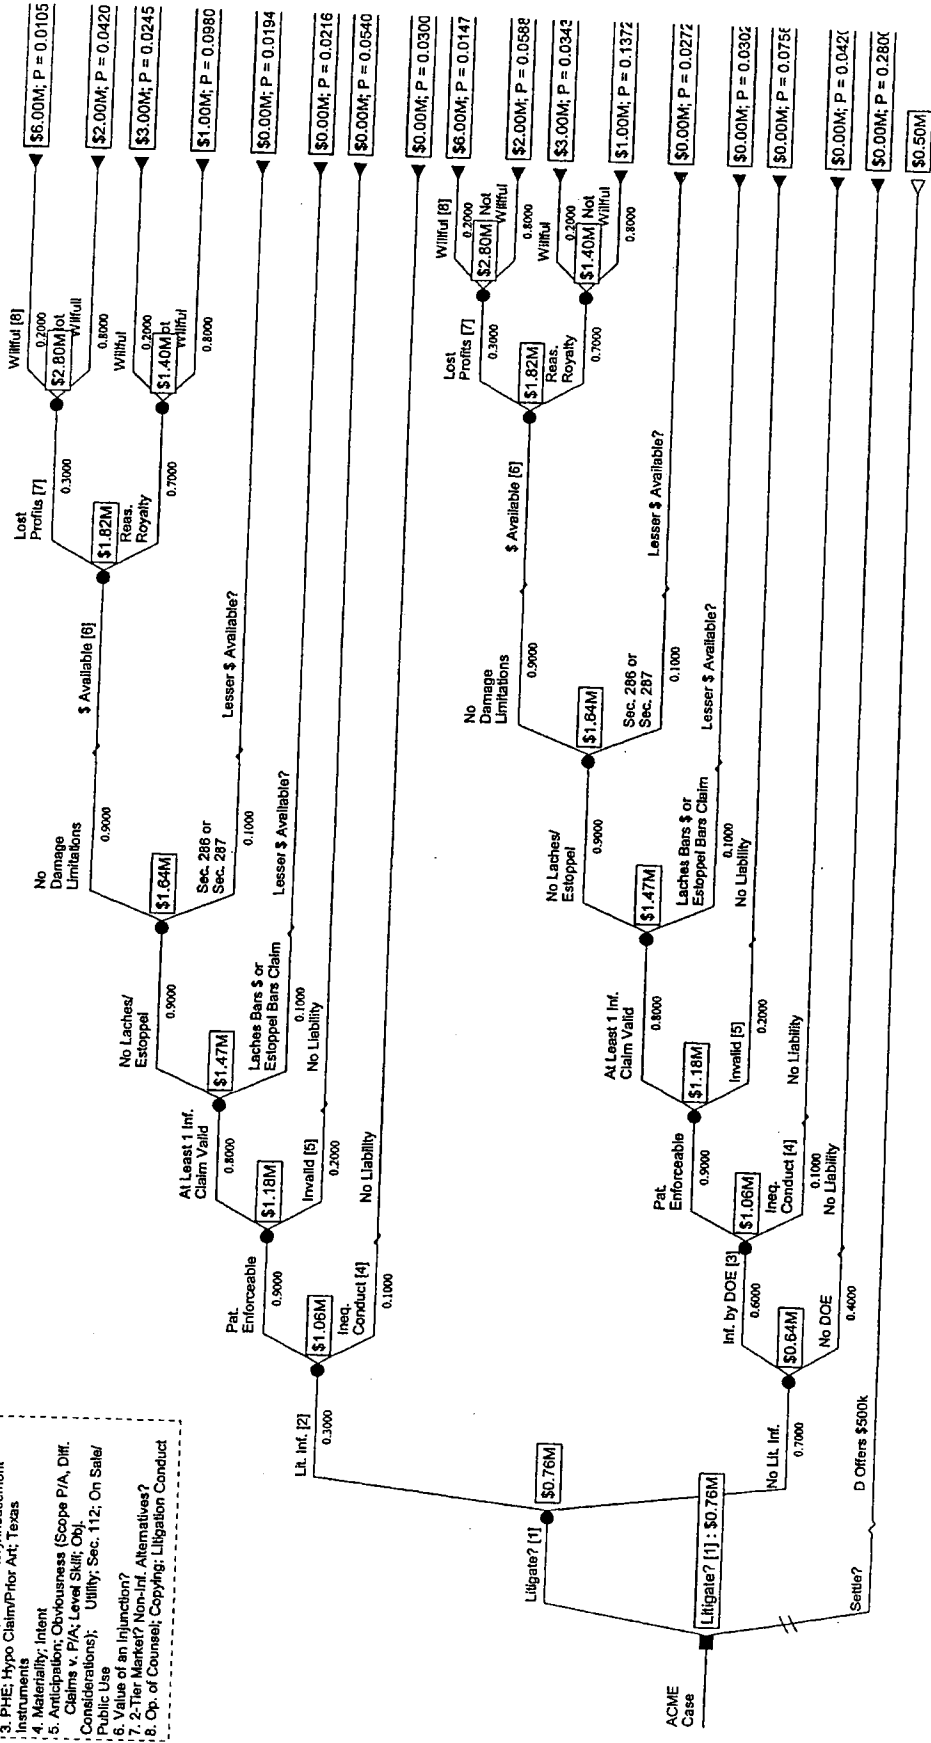 3. PHE; Hypo Claim/Prior Art; Texas
Instruments
4. Materiality; Intent
5. Anticipation; Obviousness (Scope P/A, Diff.
Claims v. P/A; Level Skill; Obj.
Considerations); Utility; Sec. 112; On Sale/
Public Use
6. Value of an Injunction?
7. 2-Tier Market? Non-Inf. Alternatives?
8. Op. of Counsel; Copying; Litigation Conduct
ACME
Case
Litigate? [1] : $0.76M
Litigate? [1]
$0.76M
Lit. Inf. [2]
0.3000
$1.06M
Pat.
Enforceable
0.9000
$1.18M
At Least 1 Inf.
Claim Valid
0.8000
$1.47M
No Laches/
Estoppel
0.9000
$1.64M
No
Damage
Limitations
0.9000
$ Available [6]
$1.82M
Lost
Profits [7]
0.3000
$2.80M
Willful [8]
0.2000
$6.00M; P = 0.0105
Willful
0.8000
$2.00M; P = 0.0420
Reas.
Royalty
0.7000
$1.40M
Willful
0.2000
$3.00M; P = 0.0245
Willful
0.8000
$1.00M; P = 0.0980
Sec. 286 or
Sec. 287
0.1000
Lesser $ Available?
$0.00M; P = 0.0194
Laches Bars $ or
Estoppel Bars Claim
0.1000
Lesser $ Available?
$0.00M; P = 0.0216
Invalid [5]
0.2000
No Liability
$0.00M; P = 0.0540
Ineq.
Conduct [4]
0.1000
No Liability
$0.00M; P = 0.0300
No Lit. Inf.
0.7000
$0.64M
Inf. by DOE [3]
0.6000
$1.06M
Pat.
Enforceable
0.9000
$1.18M
At Least 1 Inf.
Claim Valid
0.8000
$1.47M
No Laches/
Estoppel
0.9000
$1.64M
No
Damage
Limitations
0.9000
$ Available [6]
$1.82M
Lost
Profits [7]
0.3000
$2.80M
Willful [8]
0.2000
$6.00M; P = 0.0147
Not
Willful
0.8000
$2.00M; P = 0.0588
Reas.
Royalty
0.7000
$1.40M
Willful
0.2000
$3.00M; P = 0.0343
Not
Willful
0.8000
$1.00M; P = 0.1372
Sec. 286 or
Sec. 287
0.1000
Lesser $ Available?
$0.00M; P = 0.0272
Laches Bars $ or
Estoppel Bars Claim
0.1000
Lesser $ Available?
$0.00M; P = 0.0302
Invalid [5]
0.2000
No Liability
$0.00M; P = 0.0756
Ineq.
Conduct [4]
0.1000
No Liability
$0.00M; P = 0.042
No DOE
0.4000
No Liability
$0.00M; P = 0.280
Settle?
D Offers $500k
$0.50M